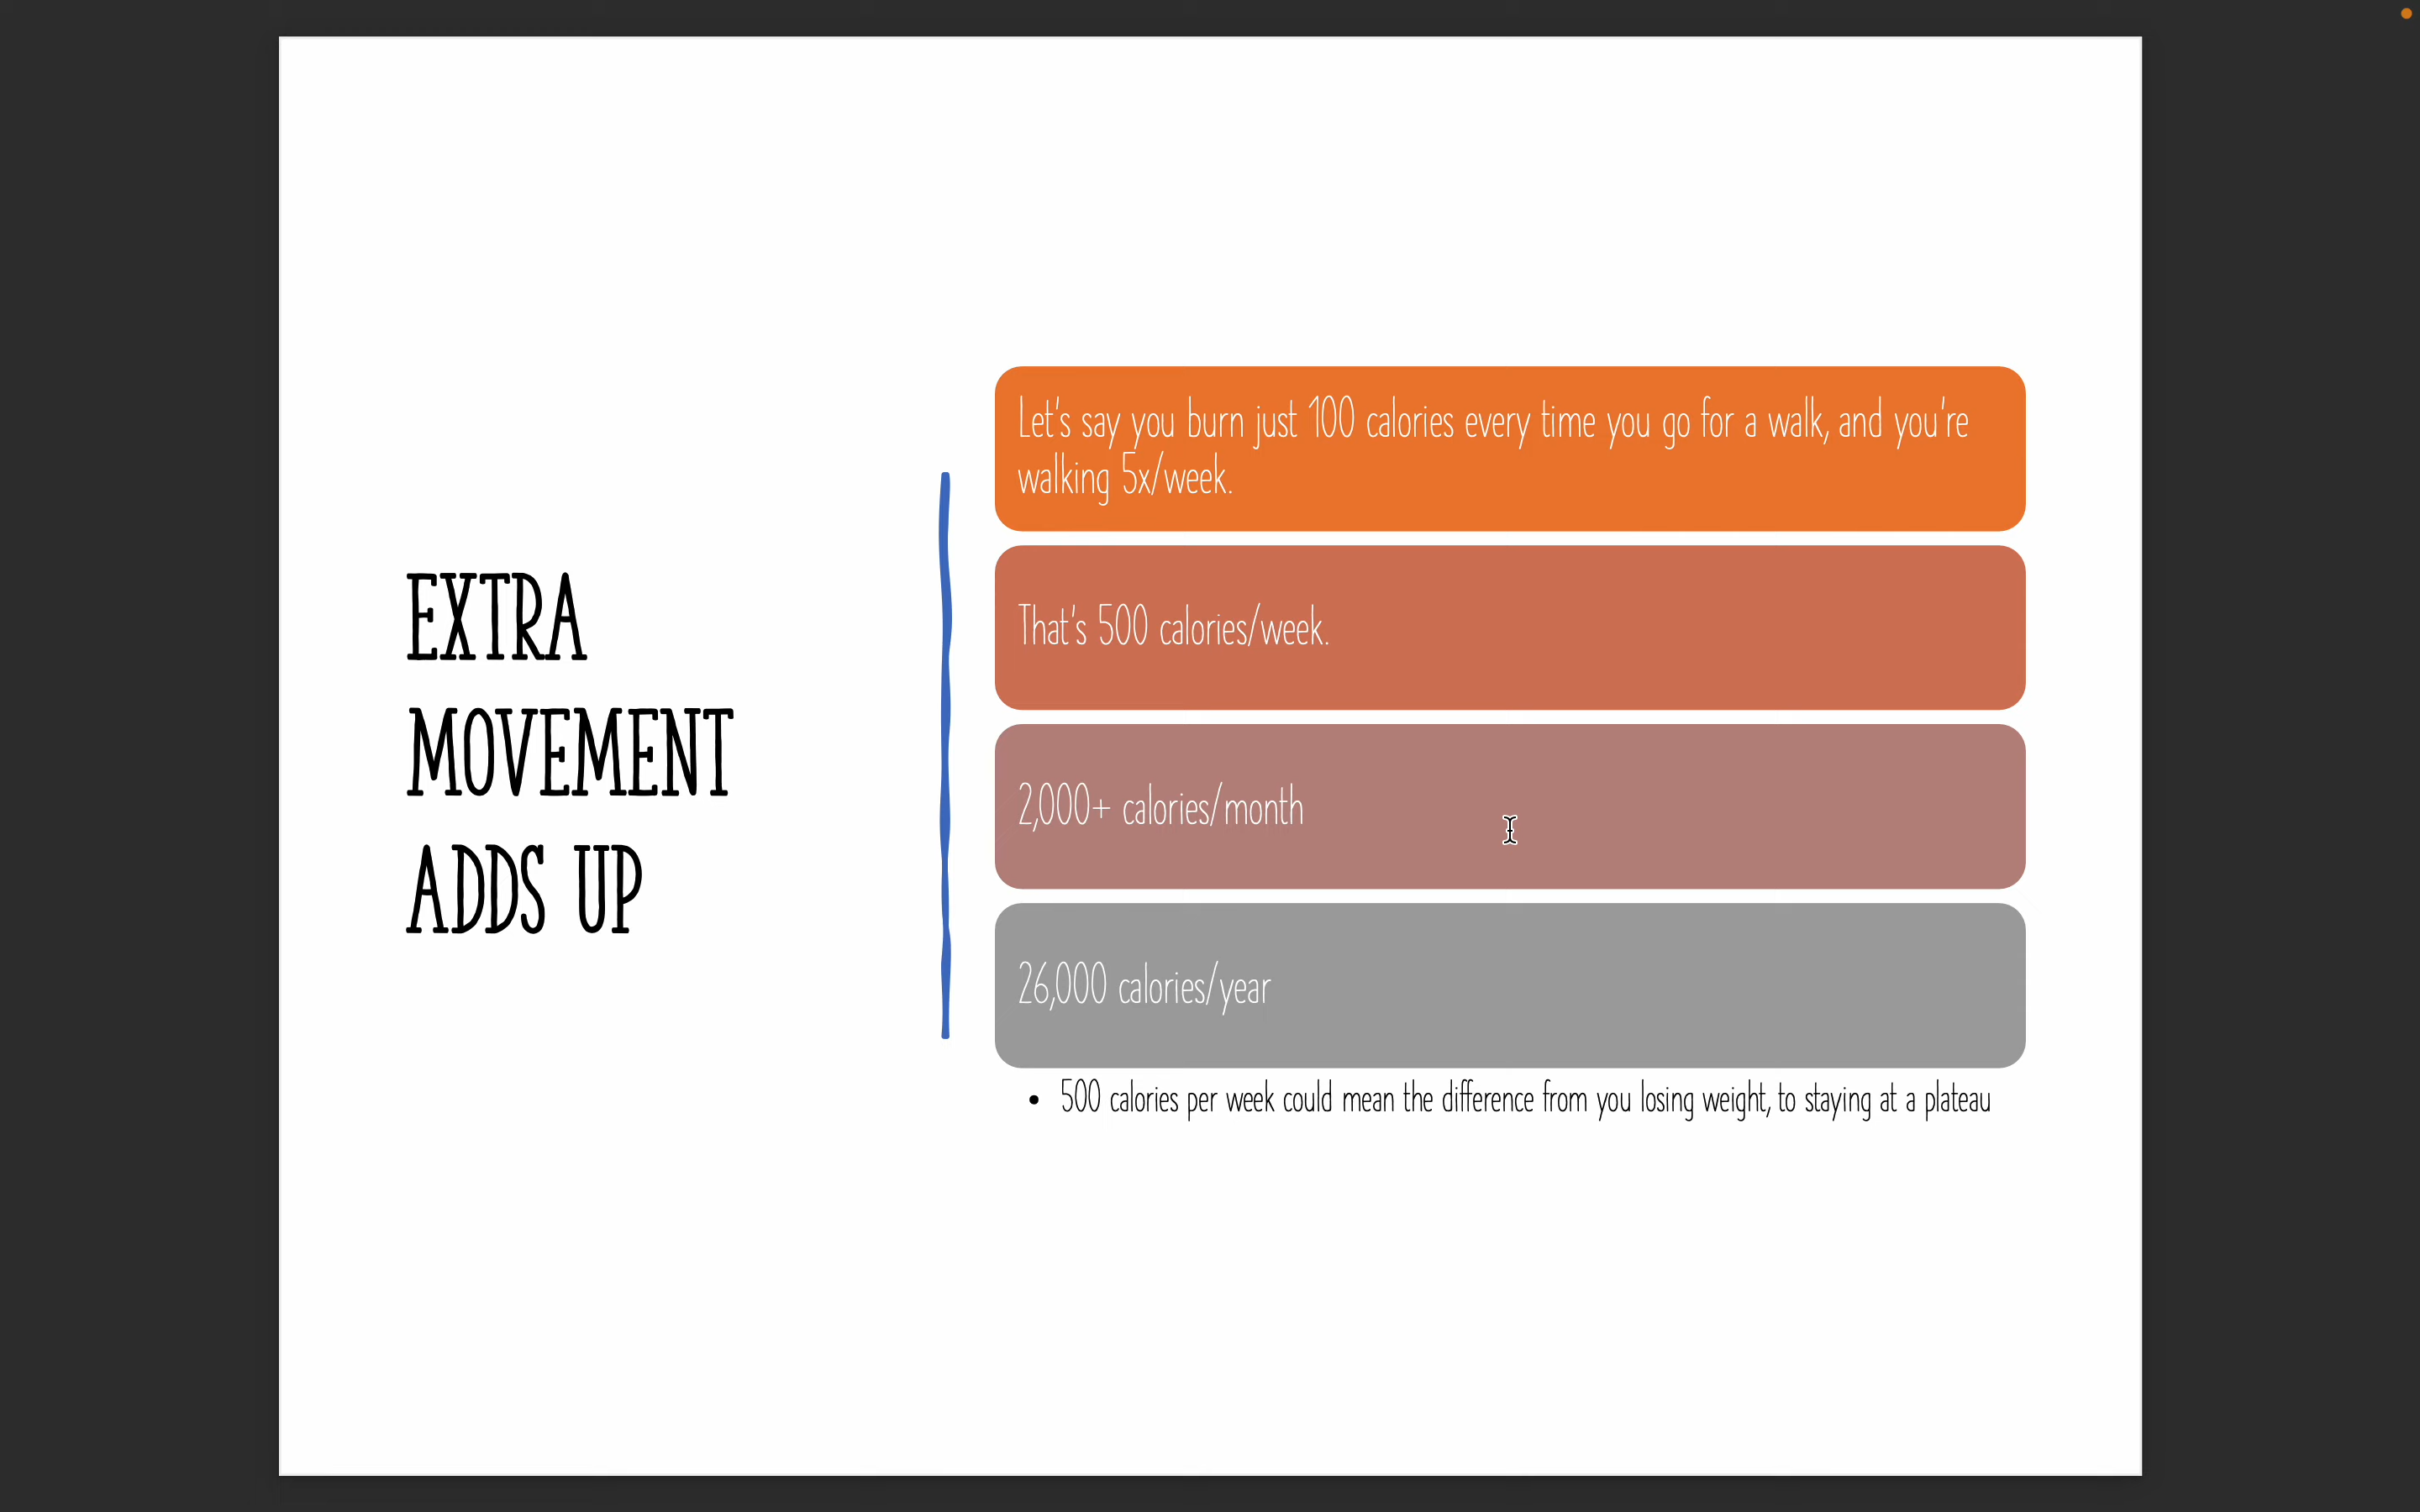 EXTRA
MOVEMENT
ADDS UP
Let's say you burn just 100 calories every time you go for a walk, and you're
walking 5x/week.
That's 500 calories/week.
2,000+ calories/month
26,000 calories/year
• 500 calories per week could mean the difference from you losing weight, to staying at a plateau